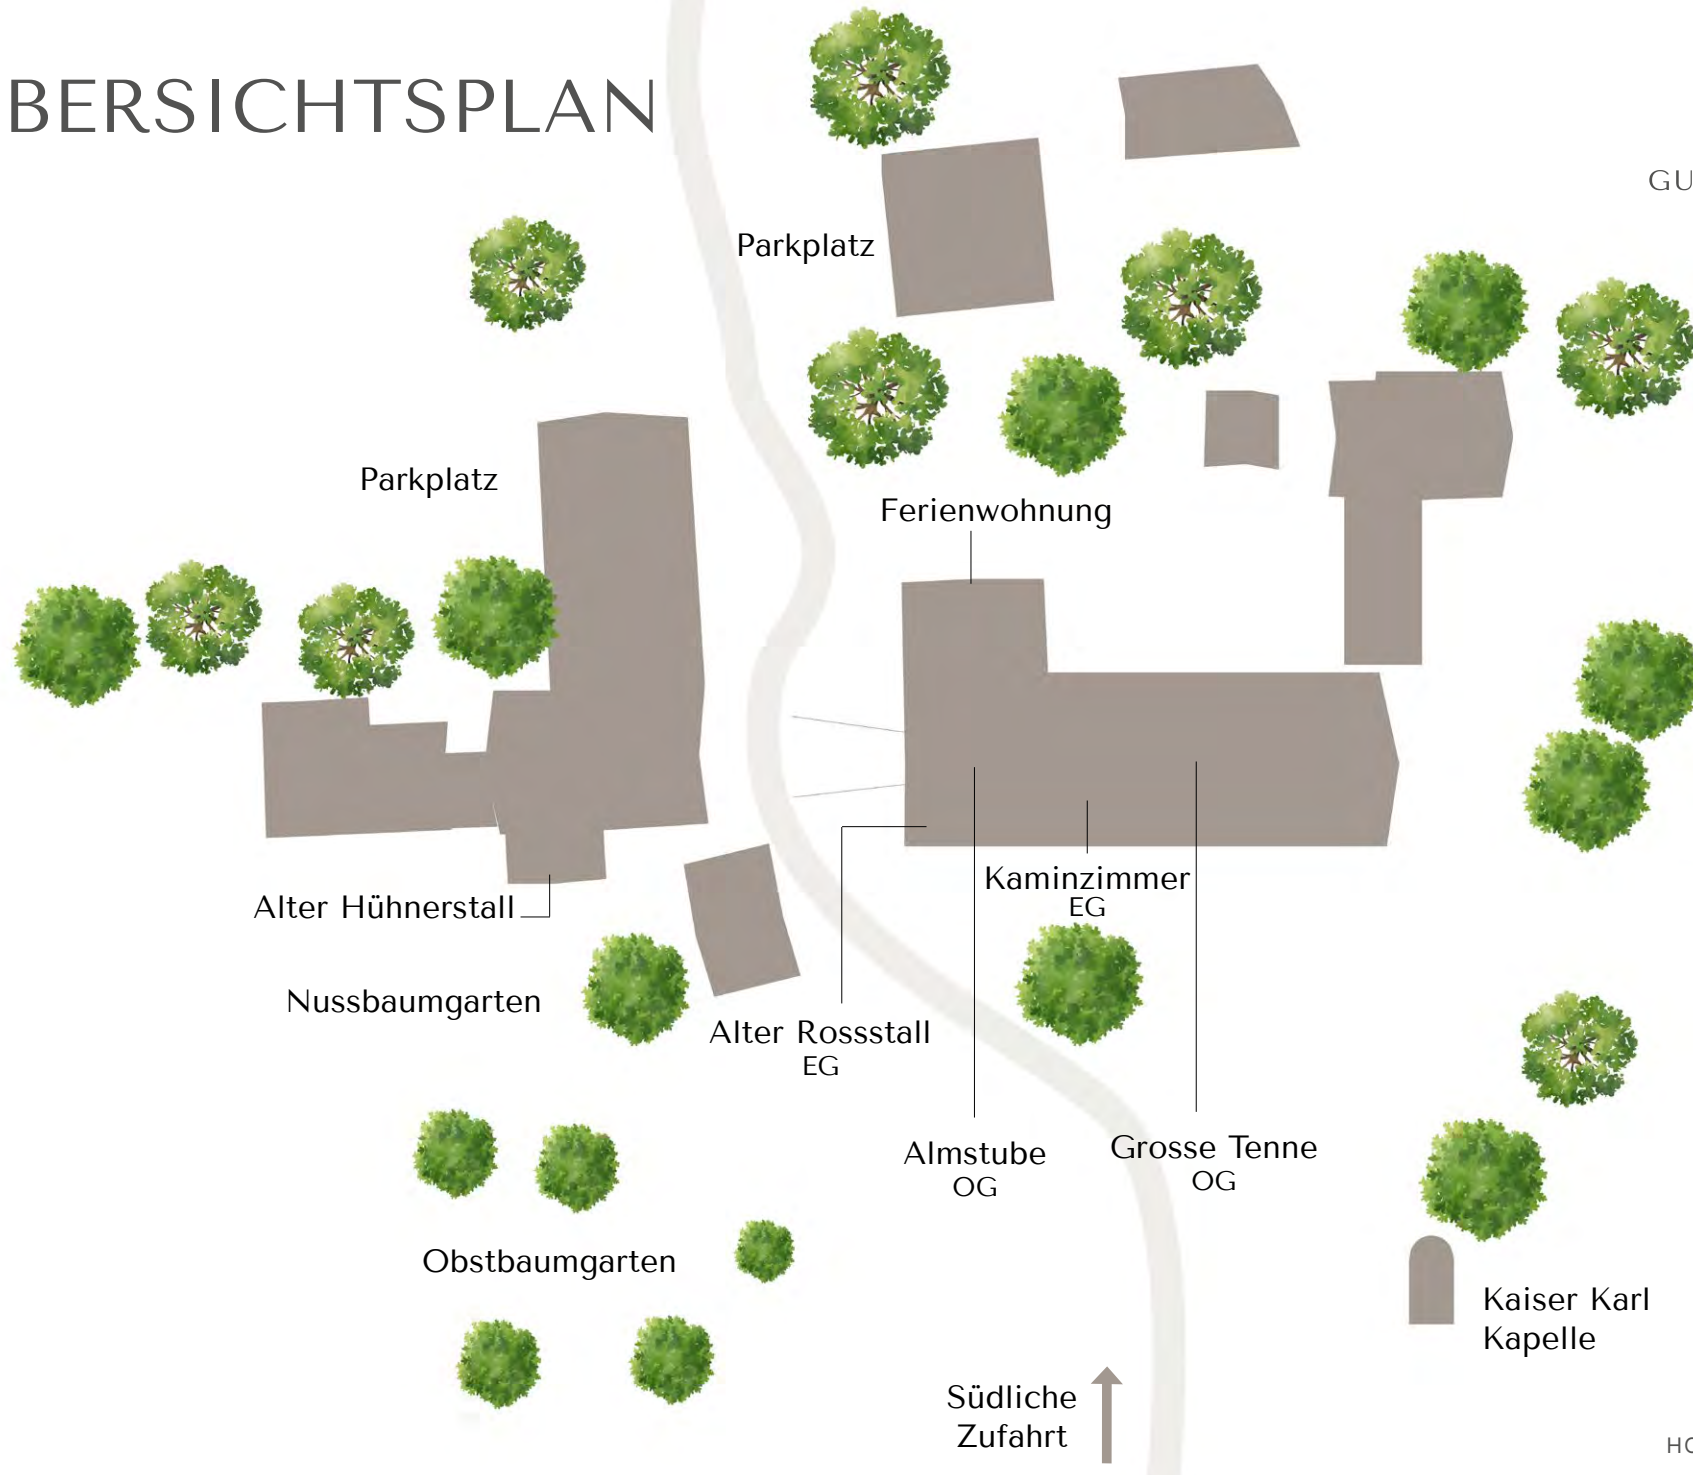 BERSICHTSPLAN
GU
Parkplatz
Parkplatz
Ferienwohnung
Kaminzimmer
EG
Alter Hühnerstall
Nussbaumgarten
Alter Rossstall
EG
Almstube
OG
Grosse Tenne
OG
Obstbaumgarten
Kaiser Karl
Kapelle
Südliche
Zufahrt
HO